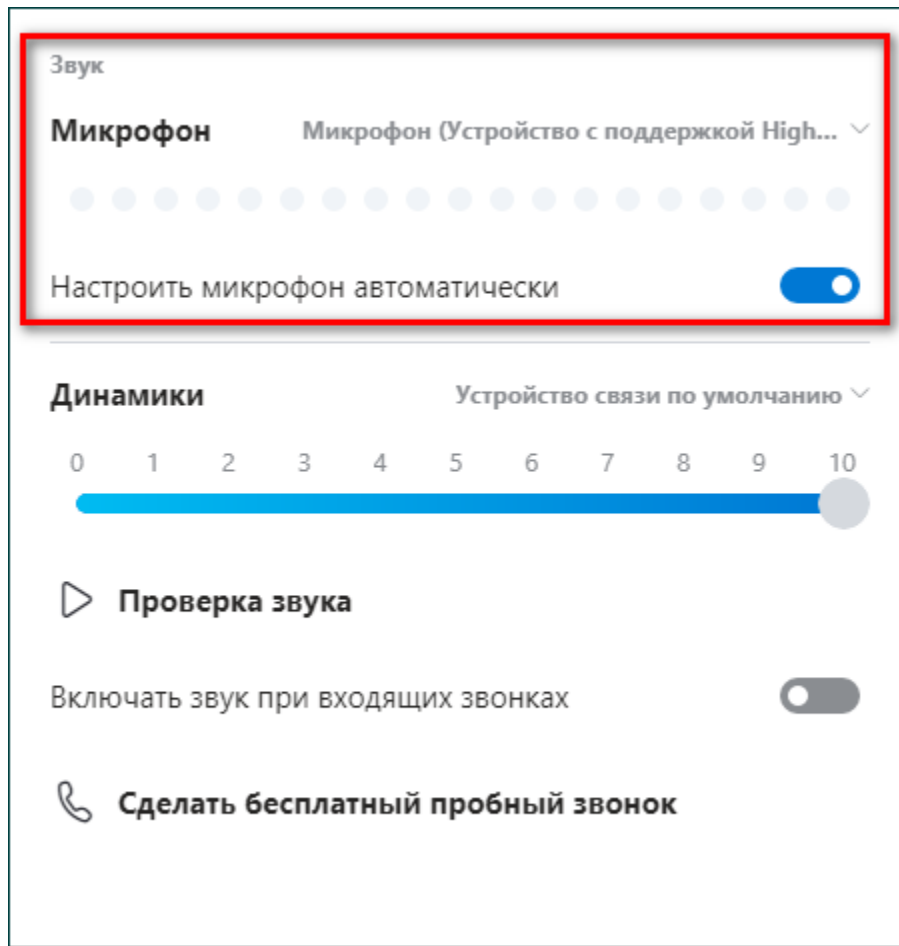 Звук
Микрофон Микрофон (Устройство с поддержкой High...
Настроить микрофон автоматически
Динамики Устройство связи по умолчанию
0 1 2 3 4 5 6 7 8 9 10
Проверка звука
Включать звук при входящих звонках
Сделать бесплатный пробный звонок